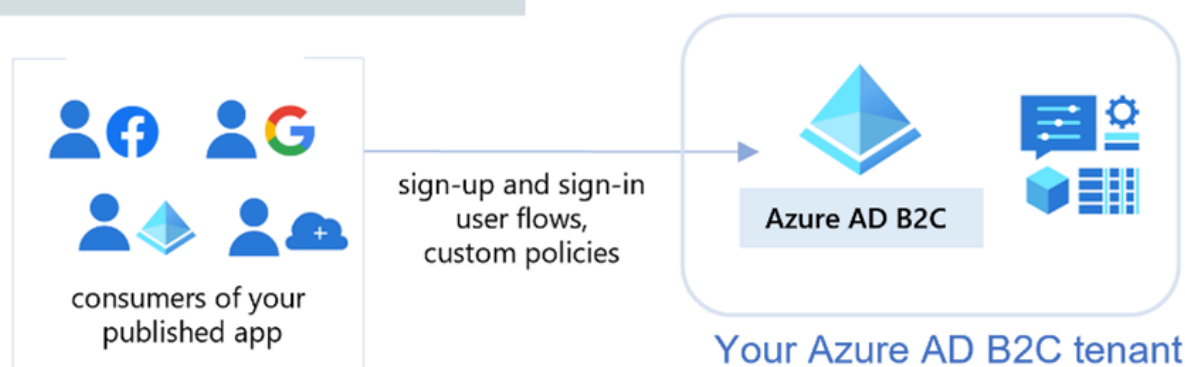 sign-up and sign-in
user flows,
custom policies
consumers of your
published app
Azure AD B2C
Your Azure AD B2C tenant